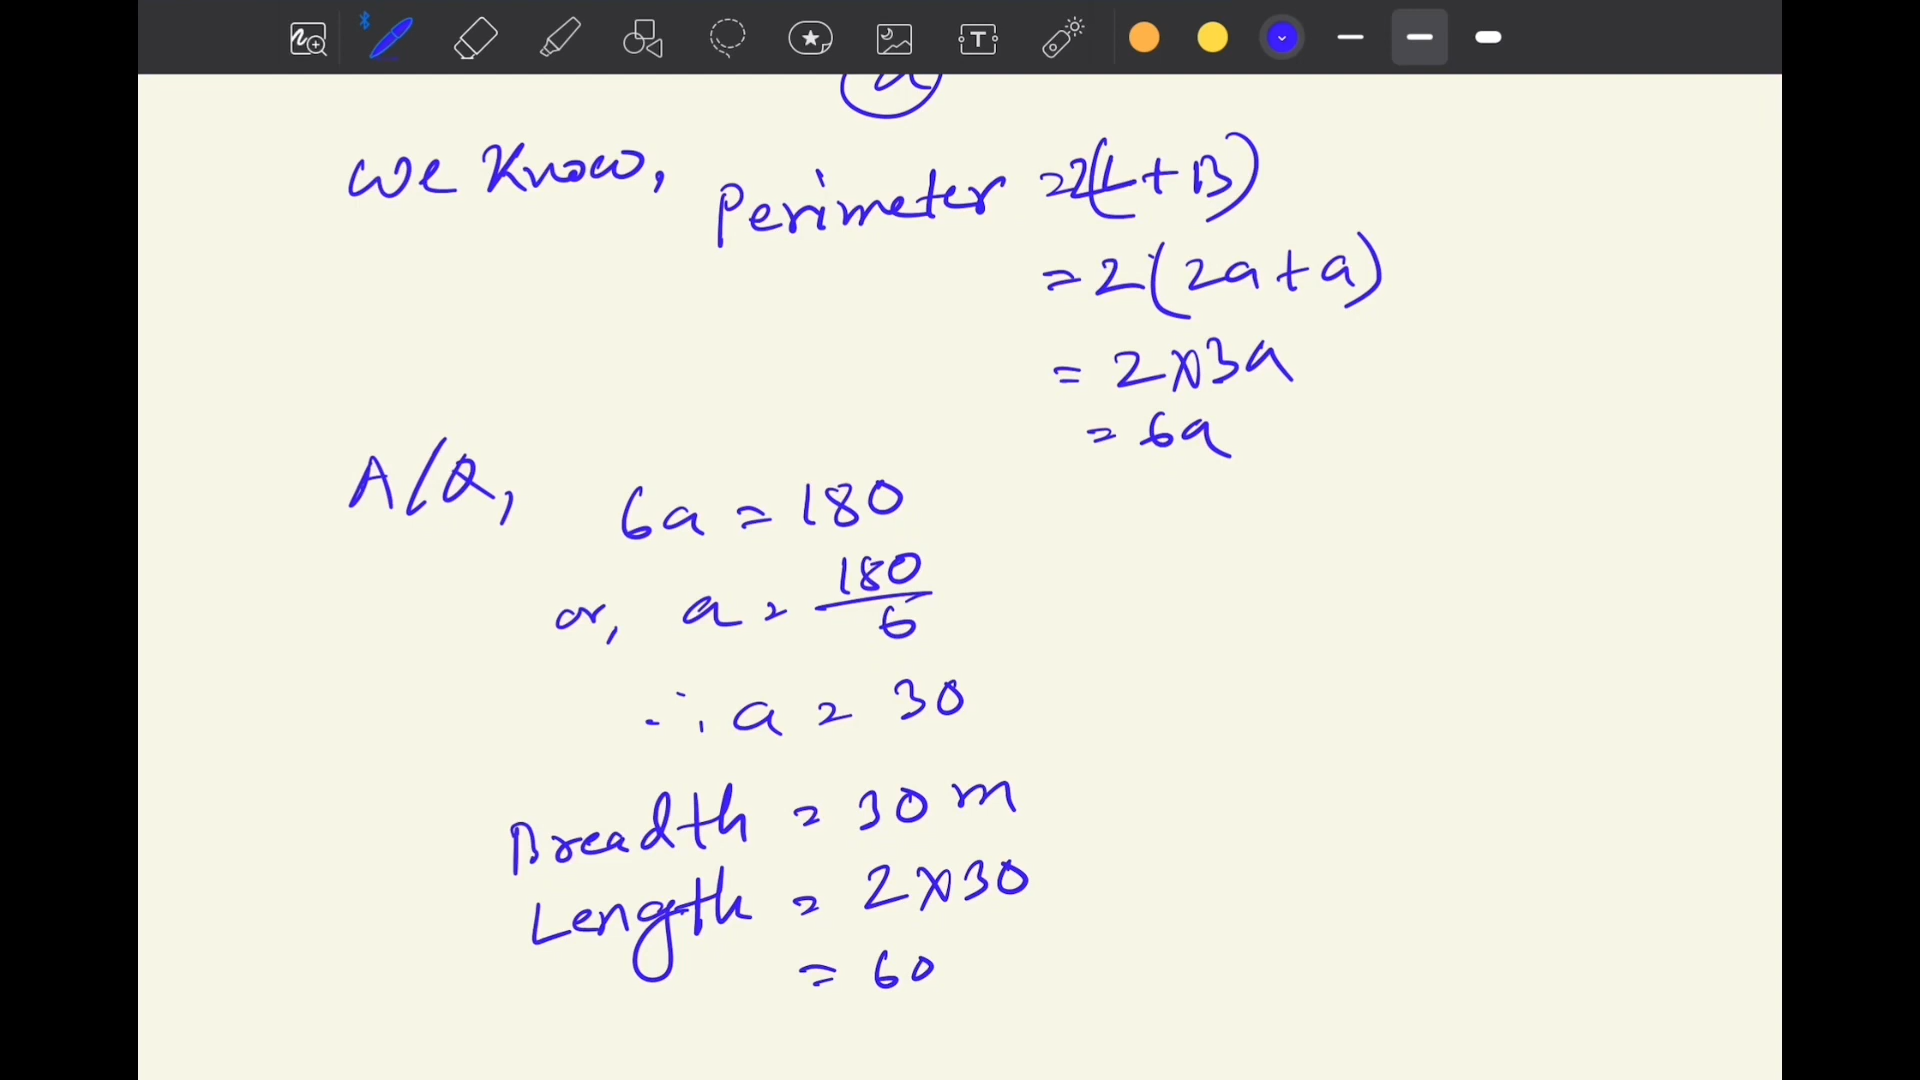 a
We Know, Perimeter = 2(L+B)
= 2(2a+a)
= 2×3a
= 6a
A/Q, 6a = 180
or, a = 180/6
∴ a = 30
Breadth = 30 m
Length = 2×30
= 60